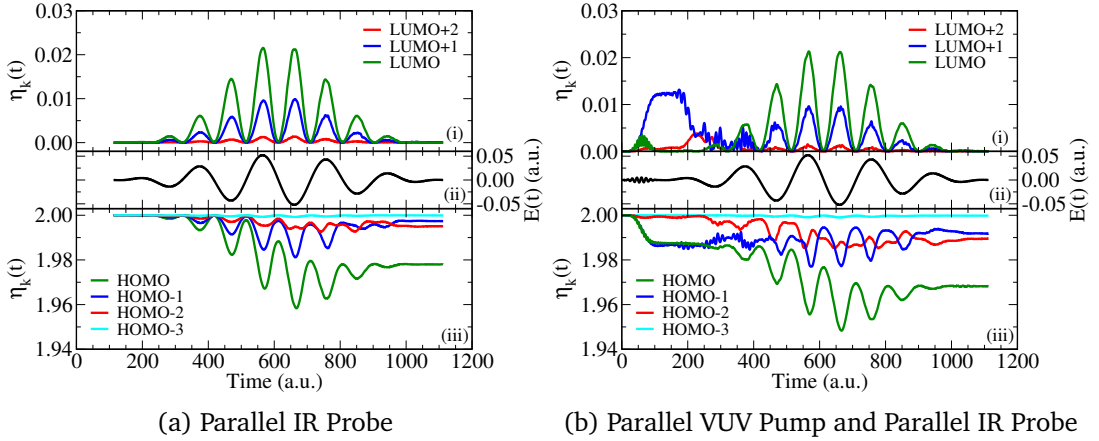 0.03
0.02
0.01
0.00
ηk(t)
LUMO+2
LUMO+1
LUMO
(i)
0.05
0.00
-0.05
E(t) (a.u.)
(ii)
2.00
1.98
1.96
1.94
ηk(t)
HOMO
HOMO-1
HOMO-2
HOMO-3
(iii)
0 200 400 600 800 1000 1200
Time (a.u.)
(a) Parallel IR Probe
0.03
0.02
0.01
0.00
ηk(t)
LUMO+2
LUMO+1
LUMO
(i)
0.05
0.00
-0.05
E(t) (a.u.)
(ii)
2.00
1.98
1.96
1.94
ηk(t)
HOMO
HOMO-1
HOMO-2
HOMO-3
(iii)
0 200 400 600 800 1000 1200
Time (a.u.)
(b) Parallel VUV Pump and Parallel IR Probe